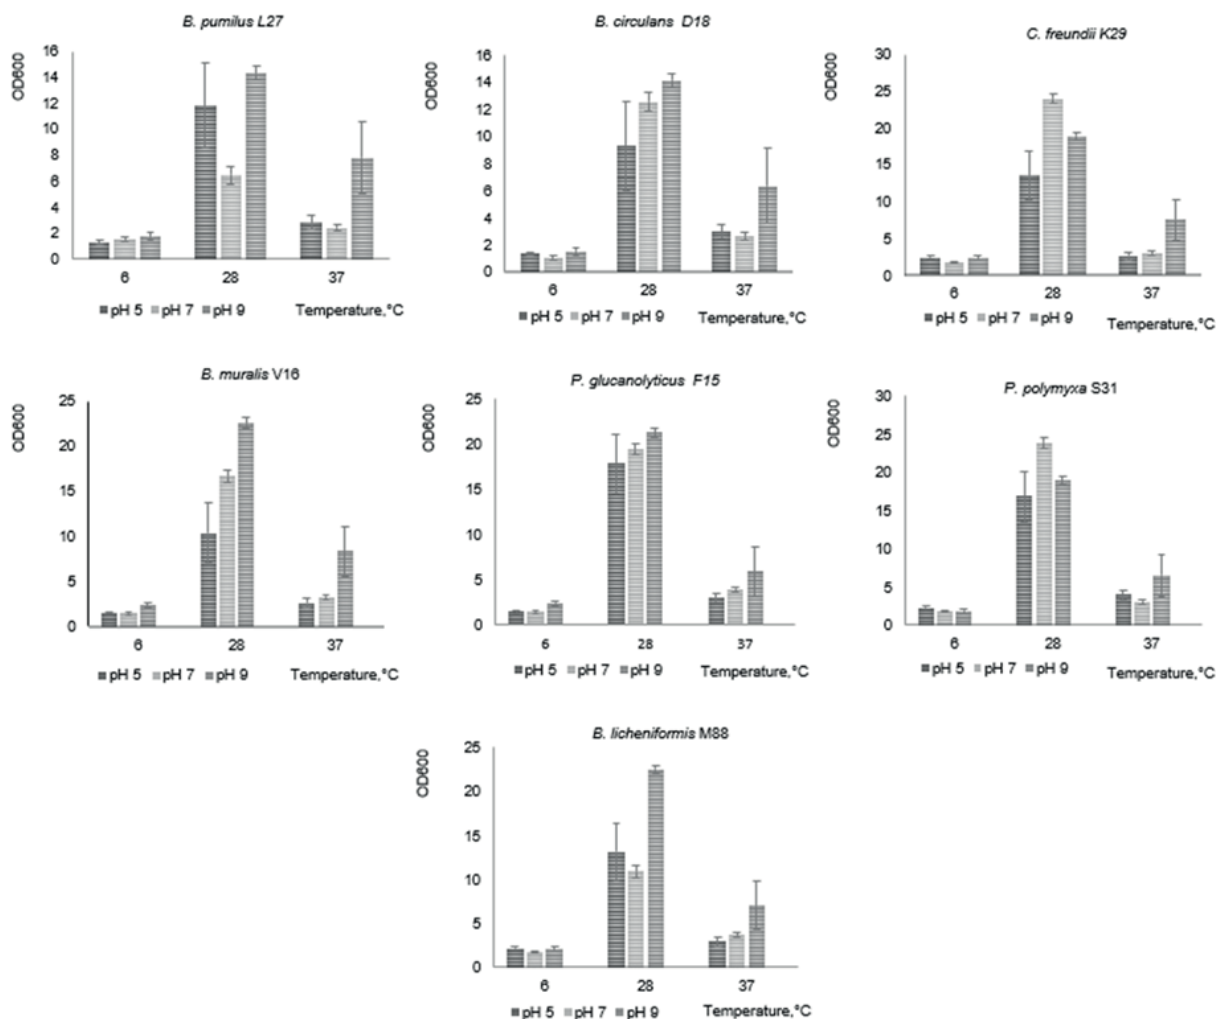 B. pumilus L27
OD600
16
14
12
10
8
6
4
2
0
6 28 37
pH 5 pH 7 pH 9 Temperature,°C
B. circulans D18
OD600
16
14
12
10
8
6
4
2
0
6 28 37
pH 5 pH 7 pH 9 Temperature,°C
C. freundii K29
OD600
30
25
20
15
10
5
0
6 28 37
pH 5 pH 7 pH 9 Temperature,°C
B. muralis V16
OD600
25
20
15
10
5
0
6 28 37
pH 5 pH 7 pH 9 Temperature,°C
P. glucanolyticus F15
OD600
25
20
15
10
5
0
6 28 37
pH 5 pH 7 pH 9 Temperature,°C
P. polymyxa S31
OD600
30
25
20
15
10
5
0
6 28 37
pH 5 pH 7 pH 9 Temperature,°C
B. licheniformis M88
OD600
25
20
15
10
5
0
6 28 37
pH 5 pH 7 pH 9 Temperature,°C